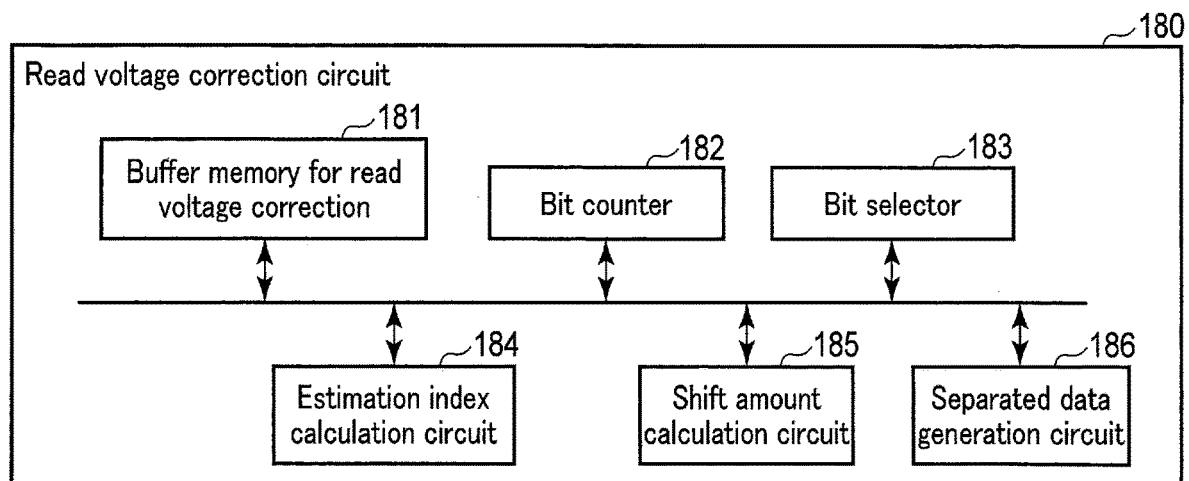 180
Read voltage correction circuit
181
Buffer memory for read
voltage correction
182
Bit counter
183
Bit selector
184
Estimation index
calculation circuit
185
Shift amount
calculation circuit
186
Separated data
generation circuit